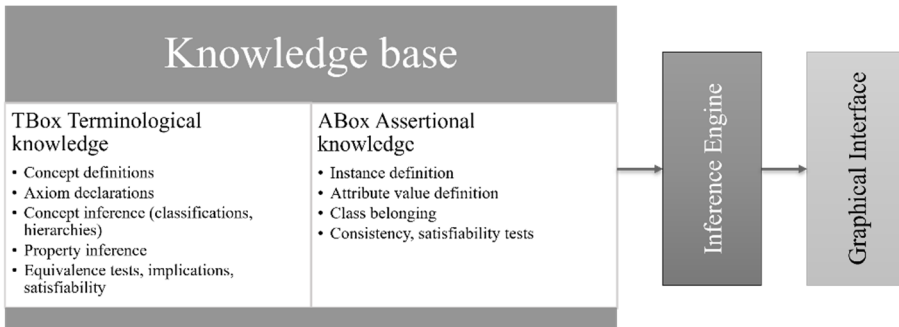 Knowledge base
TBox Terminological
knowledge
• Concept definitions
• Axiom declarations
• Concept inference (classifications,
hierarchies)
• Property inference
• Equivalence tests, implications,
satisfiability
ABox Assertional
knowledge
• Instance definition
• Attribute value definition
• Class belonging
• Consistency, satisfiability tests
Inference Engine
Graphical Interface